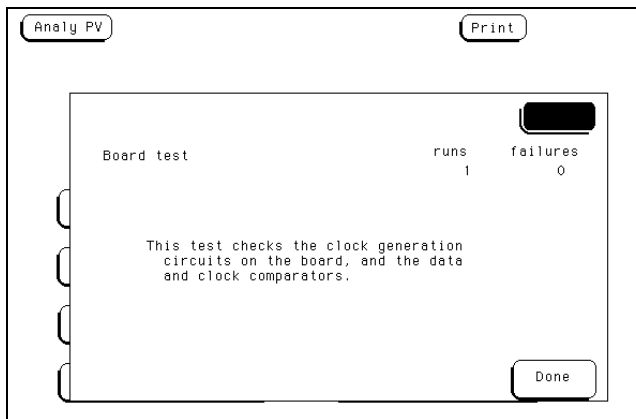 Analy PV Print
Board test runs failures
1 0
This test checks the clock generation
circuits on the board, and the data
and clock comparators.
Done